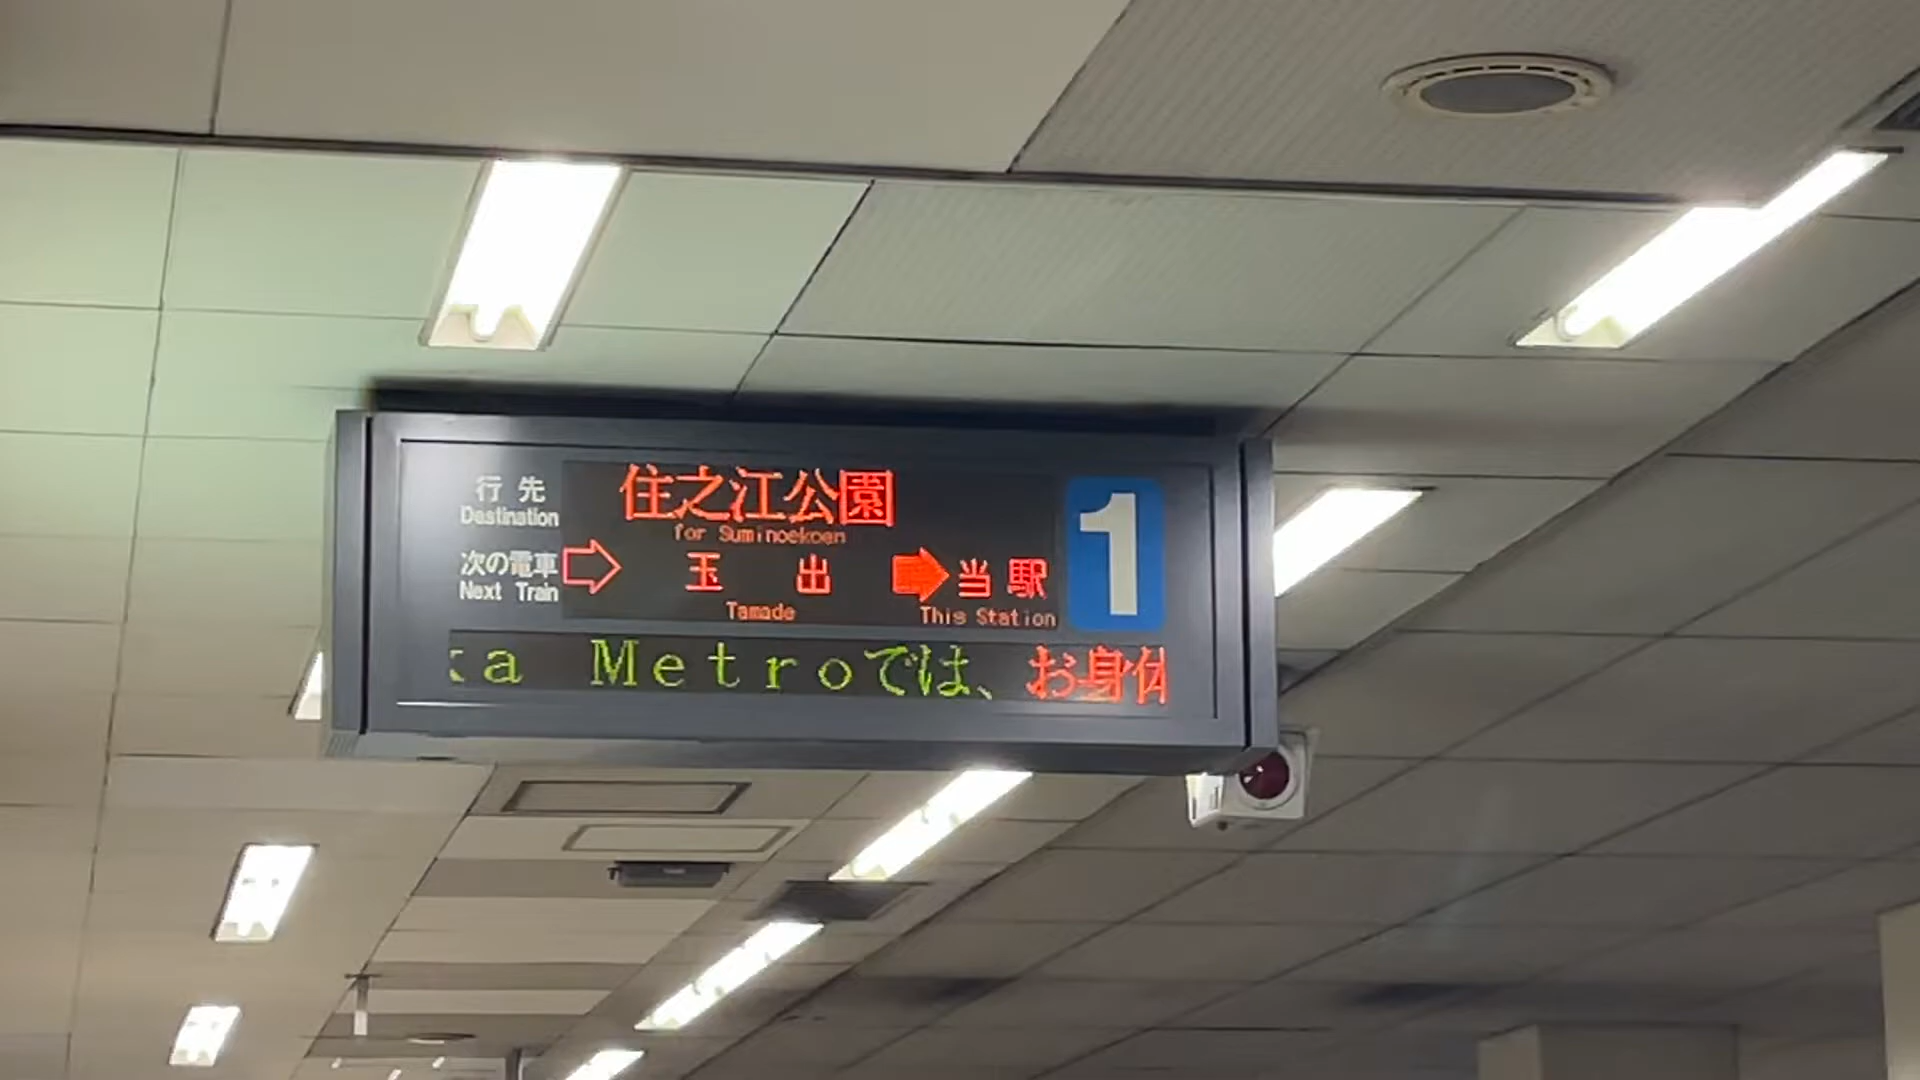 行先 住之江公園 1
Destination for Suminoekoen
次の電車 ⇨ 玉出 ➡ 当駅
Next Train Tamade This Station
a Metroでは、お身体